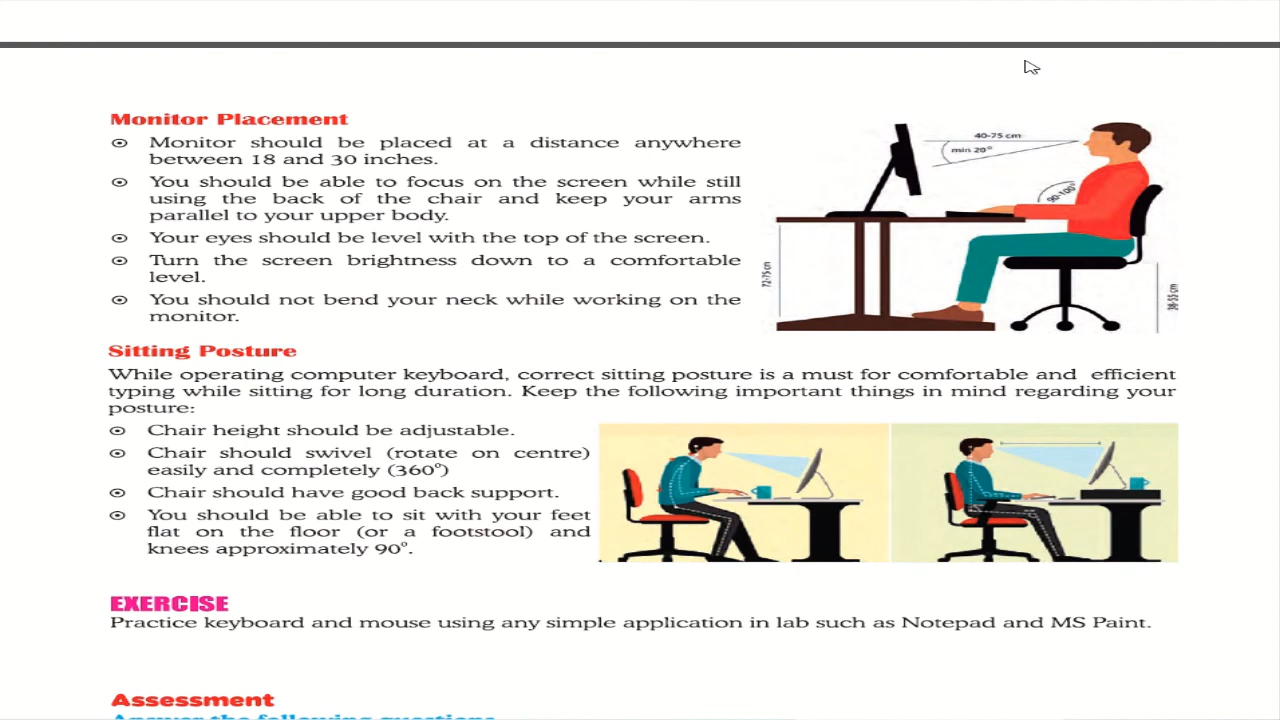 Monitor Placement
Monitor should be placed at a distance anywhere
between 18 and 30 inches.
You should be able to focus on the screen while still
using the back of the chair and keep your arms
parallel to your upper body.
Your eyes should be level with the top of the screen.
Turn the screen brightness down to a comfortable
level.
You should not bend your neck while working on the
monitor.
40-75 cm
min 20°
90-100°
72-75 cm
38-55 cm
Sitting Posture
While operating computer keyboard, correct sitting posture is a must for comfortable and efficient
typing while sitting for long duration. Keep the following important things in mind regarding your
posture:
Chair height should be adjustable.
Chair should swivel (rotate on centre)
easily and completely (360°)
Chair should have good back support.
You should be able to sit with your feet
flat on the floor (or a footstool) and
knees approximately 90°.
EXERCISE
Practice keyboard and mouse using any simple application in lab such as Notepad and MS Paint.
Assessment
Answer the following questions